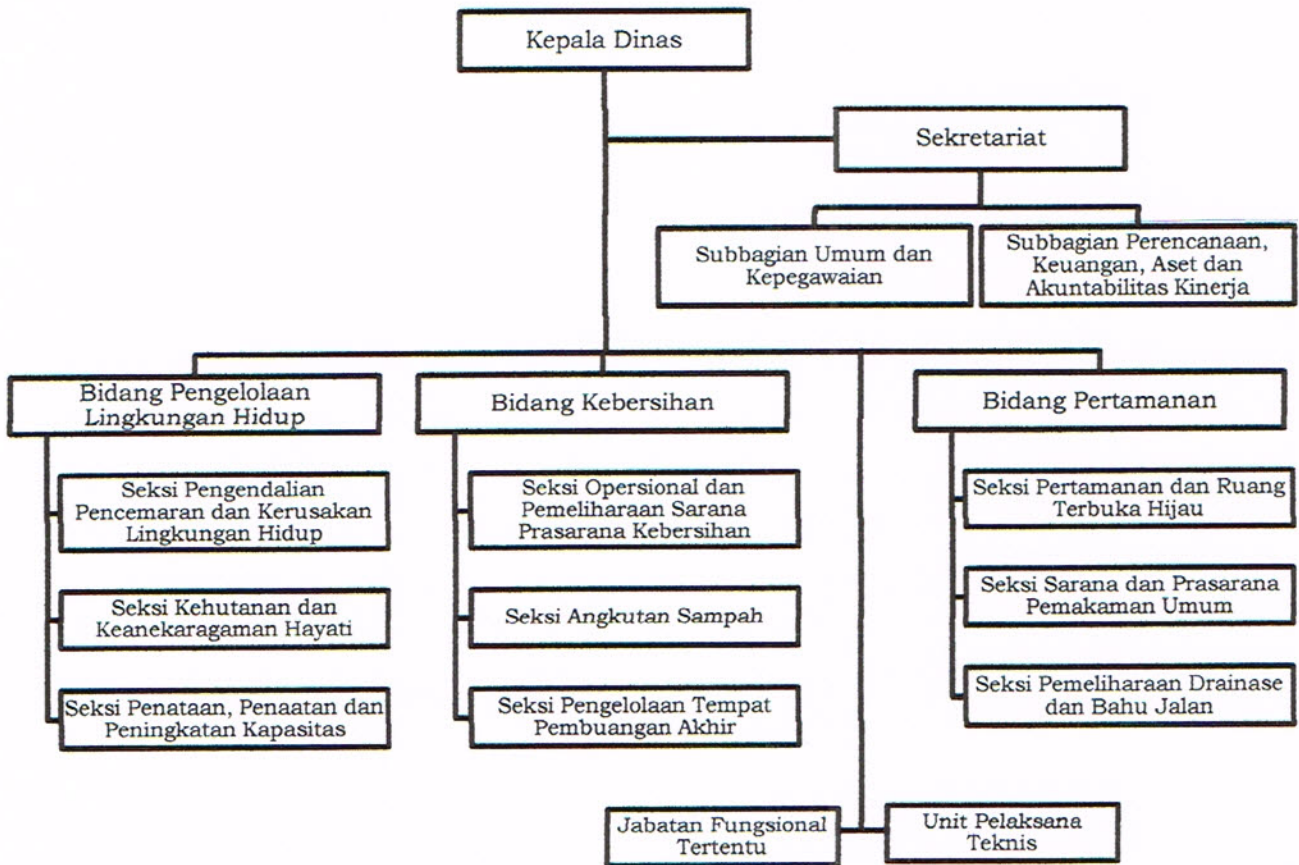 Kepala Dinas
Sekretariat
Subbagian Umum dan
Kepegawaian
Subbagian Perencanaan,
Keuangan, Aset dan
Akuntabilitas Kinerja
Bidang Pengelolaan
Lingkungan Hidup
Seksi Pengendalian
Pencemaran dan Kerusakan
Lingkungan Hidup
Seksi Kehutanan dan
Keanekaragaman Hayati
Seksi Penataan, Penaatan dan
Peningkatan Kapasitas
Bidang Kebersihan
Seksi Opersional dan
Pemeliharaan Sarana
Prasarana Kebersihan
Seksi Angkutan Sampah
Seksi Pengelolaan Tempat
Pembuangan Akhir
Bidang Pertamanan
Seksi Pertamanan dan Ruang
Terbuka Hijau
Seksi Sarana dan Prasarana
Pemakaman Umum
Seksi Pemeliharaan Drainase
dan Bahu Jalan
Jabatan Fungsional
Tertentu
Unit Pelaksana
Teknis